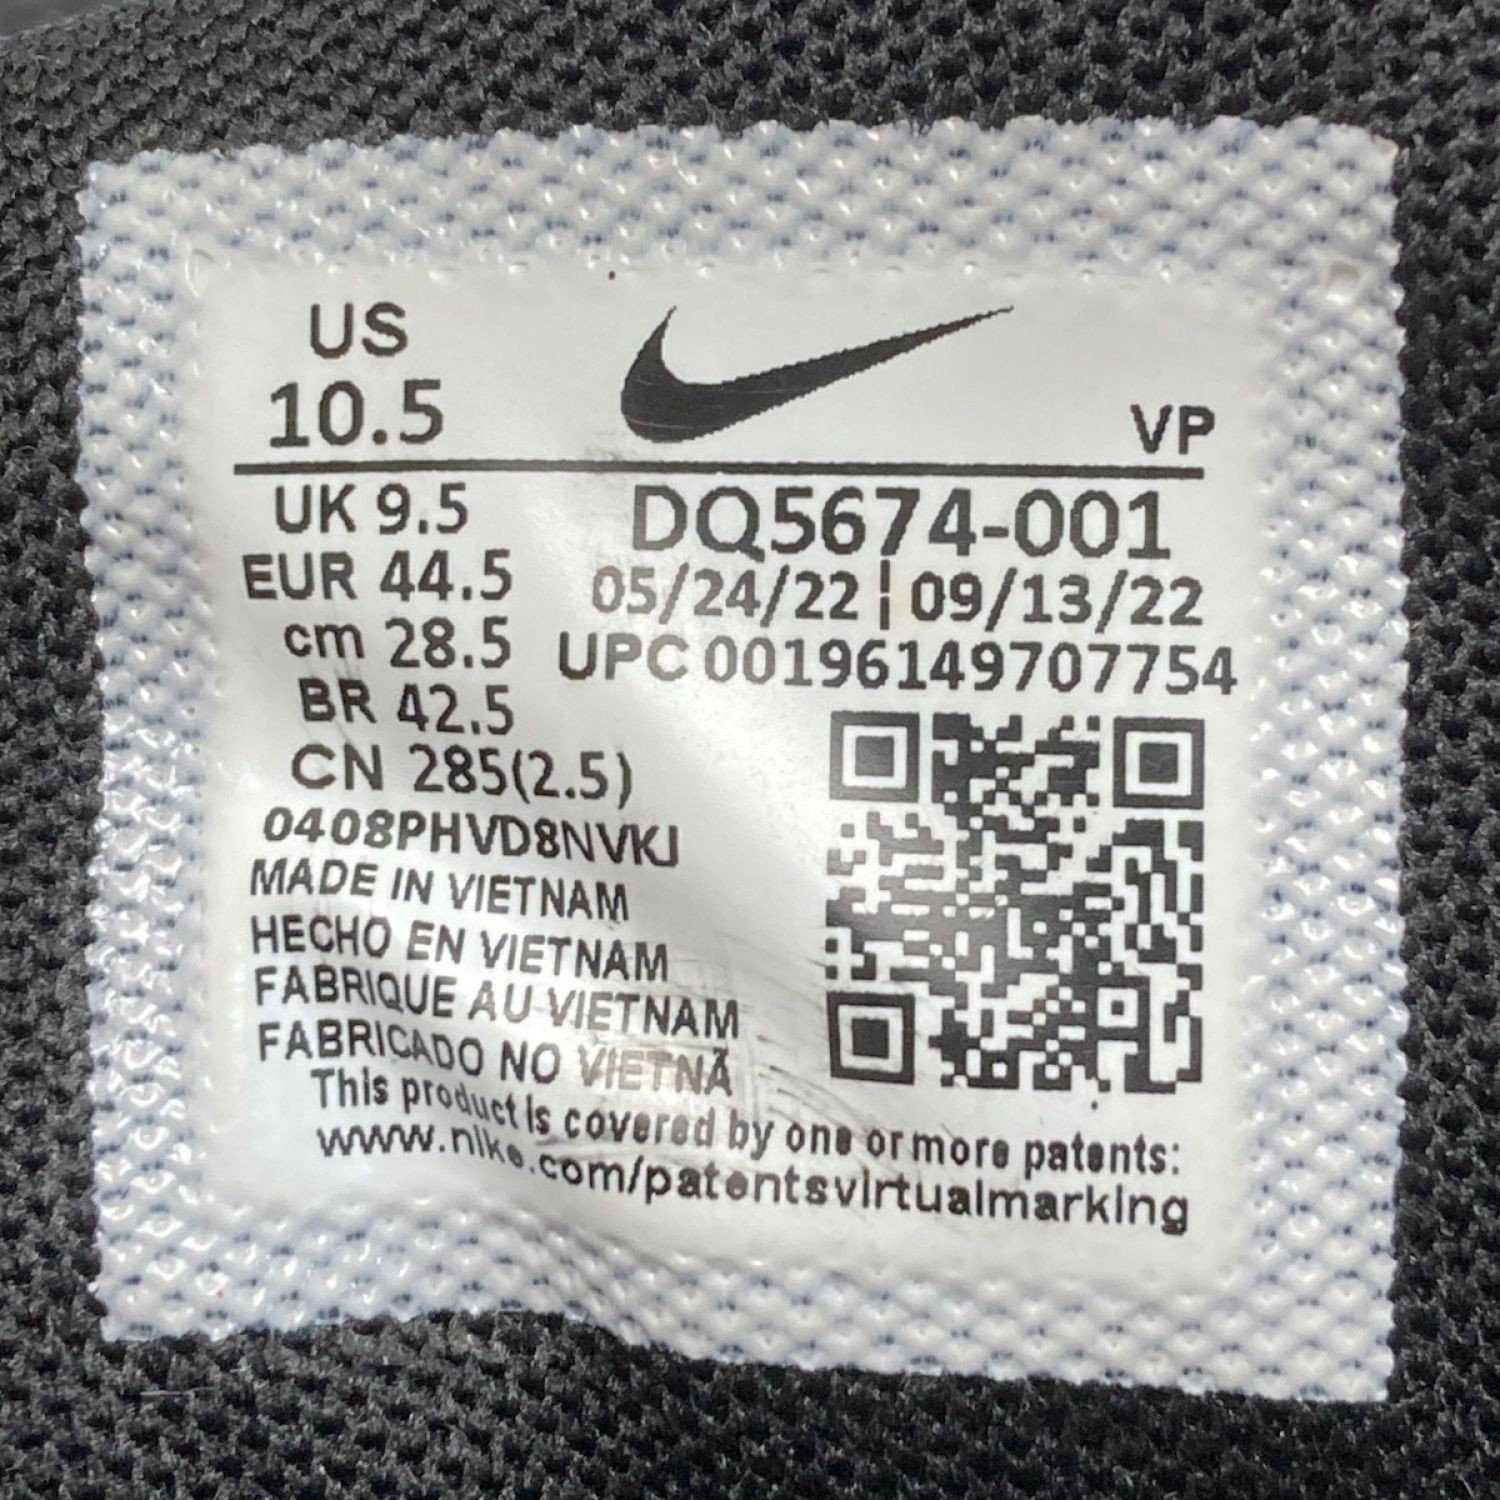 US
10.5
VP
UK 9.5
EUR 44.5
cm 28.5
BR 42.5
CN 285(2.5)
DQ5674-001
05/24/22 | 09/13/22
UPC 00196149707754
0408PHVD8NVKJ
MADE IN VIETNAM
HECHO EN VIETNAM
FABRIQUE AU VIETNAM
FABRICADO NO VIETNÃ
This product is covered by one or more patents:
www.nike.com/patentsvirtualmarking